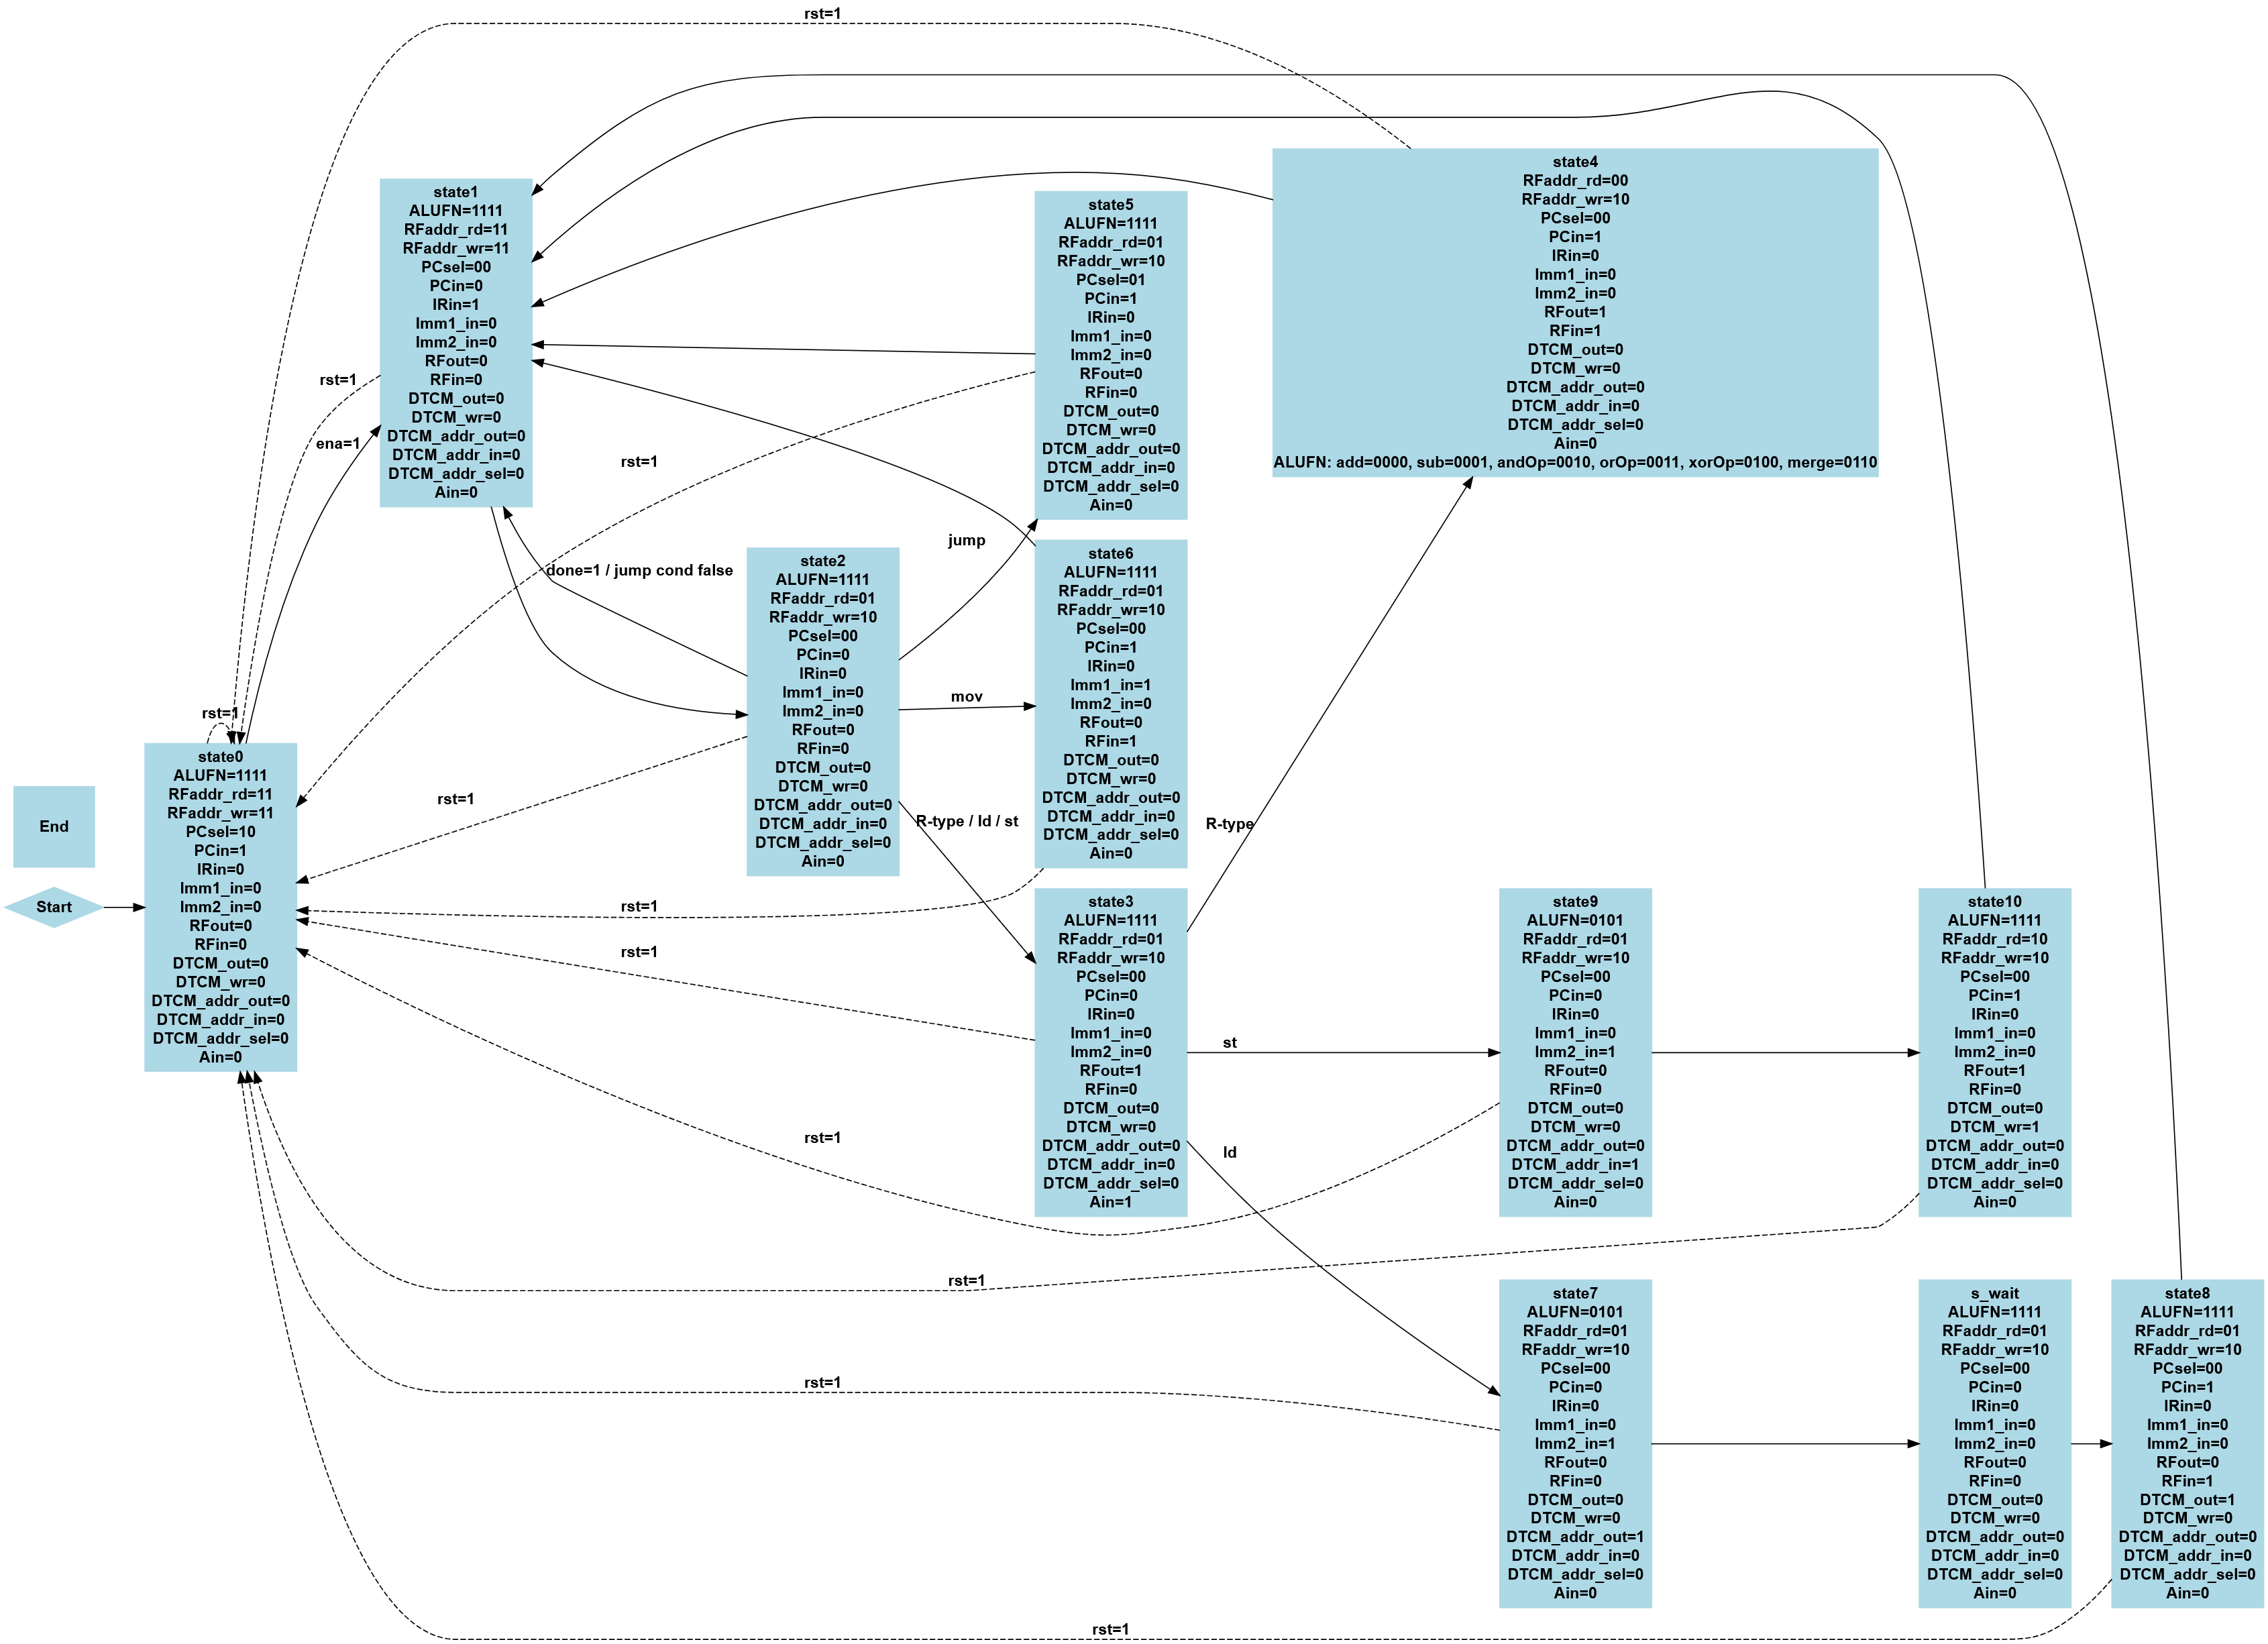 rst=1
state1
ALUFN=1111
RFaddr_rd=11
RFaddr_wr=11
PCsel=00
PCin=0
IRin=1
Imm1_in=0
Imm2_in=0
RFout=0
RFin=0
DTCM_out=0
DTCM_wr=0
DTCM_addr_out=0
DTCM_addr_in=0
DTCM_addr_sel=0
Ain=0
state5
ALUFN=1111
RFaddr_rd=01
RFaddr_wr=10
PCsel=01
PCin=1
IRin=0
Imm1_in=0
Imm2_in=0
RFout=0
RFin=0
DTCM_out=0
DTCM_wr=0
DTCM_addr_out=0
DTCM_addr_in=0
DTCM_addr_sel=0
Ain=0
state4
RFaddr_rd=00
RFaddr_wr=10
PCsel=00
PCin=1
IRin=0
Imm1_in=0
Imm2_in=0
RFout=1
RFin=1
DTCM_out=0
DTCM_wr=0
DTCM_addr_out=0
DTCM_addr_in=0
DTCM_addr_sel=0
Ain=0
ALUFN: add=0000, sub=0001, andOp=0010, orOp=0011, xorOp=0100, merge=0110
rst=1
ena=1
rst=1
jump
done=1 / jump cond false
state2
ALUFN=1111
RFaddr_rd=01
RFaddr_wr=10
PCsel=00
PCin=0
IRin=0
Imm1_in=0
Imm2_in=0
RFout=0
RFin=0
DTCM_out=0
DTCM_wr=0
DTCM_addr_out=0
DTCM_addr_in=0
DTCM_addr_sel=0
Ain=0
mov
state6
ALUFN=1111
RFaddr_rd=01
RFaddr_wr=10
PCsel=00
PCin=1
IRin=0
Imm1_in=1
Imm2_in=0
RFout=0
RFin=1
DTCM_out=0
DTCM_wr=0
DTCM_addr_out=0
DTCM_addr_in=0
DTCM_addr_sel=0
Ain=0
rst=1
End
Start
state0
ALUFN=1111
RFaddr_rd=11
RFaddr_wr=11
PCsel=10
PCin=1
IRin=0
Imm1_in=0
Imm2_in=0
RFout=0
RFin=0
DTCM_out=0
DTCM_wr=0
DTCM_addr_out=0
DTCM_addr_in=0
DTCM_addr_sel=0
Ain=0
rst=1
R-type / ld / st
R-type
rst=1
rst=1
state3
ALUFN=1111
RFaddr_rd=01
RFaddr_wr=10
PCsel=00
PCin=0
IRin=0
Imm1_in=0
Imm2_in=0
RFout=1
RFin=0
DTCM_out=0
DTCM_wr=0
DTCM_addr_out=0
DTCM_addr_in=0
DTCM_addr_sel=0
Ain=1
st
ld
state9
ALUFN=0101
RFaddr_rd=01
RFaddr_wr=10
PCsel=00
PCin=0
IRin=0
Imm1_in=0
Imm2_in=1
RFout=0
RFin=0
DTCM_out=0
DTCM_wr=0
DTCM_addr_out=0
DTCM_addr_in=1
DTCM_addr_sel=0
Ain=0
state10
ALUFN=1111
RFaddr_rd=10
RFaddr_wr=10
PCsel=00
PCin=1
IRin=0
Imm1_in=0
Imm2_in=0
RFout=1
RFin=0
DTCM_out=0
DTCM_wr=1
DTCM_addr_out=0
DTCM_addr_in=0
DTCM_addr_sel=0
Ain=0
rst=1
rst=1
rst=1
state7
ALUFN=0101
RFaddr_rd=01
RFaddr_wr=10
PCsel=00
PCin=0
IRin=0
Imm1_in=0
Imm2_in=1
RFout=0
RFin=0
DTCM_out=0
DTCM_wr=0
DTCM_addr_out=1
DTCM_addr_in=0
DTCM_addr_sel=0
Ain=0
s_wait
ALUFN=1111
RFaddr_rd=01
RFaddr_wr=10
PCsel=00
PCin=0
IRin=0
Imm1_in=0
Imm2_in=0
RFout=0
RFin=0
DTCM_out=0
DTCM_wr=0
DTCM_addr_out=0
DTCM_addr_in=0
DTCM_addr_sel=0
Ain=0
state8
ALUFN=1111
RFaddr_rd=01
RFaddr_wr=10
PCsel=00
PCin=1
IRin=0
Imm1_in=0
Imm2_in=0
RFout=0
RFin=1
DTCM_out=1
DTCM_wr=0
DTCM_addr_out=0
DTCM_addr_in=0
DTCM_addr_sel=0
Ain=0
rst=1